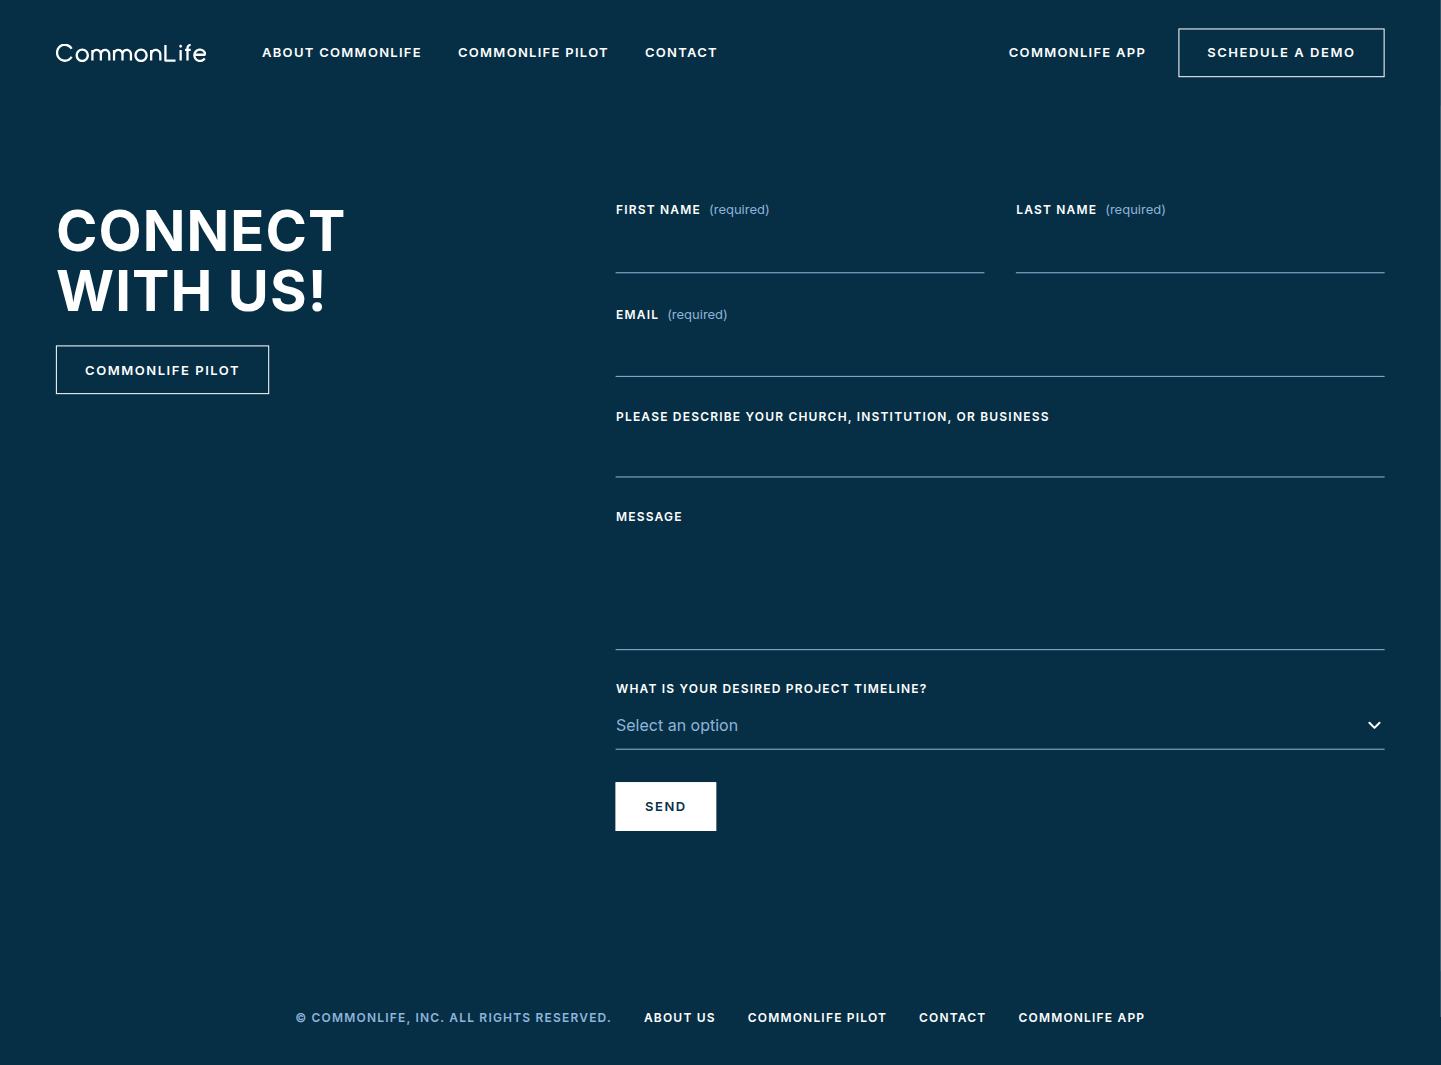 CommonLife
ABOUT COMMONLIFE
COMMONLIFE PILOT
CONTACT
COMMONLIFE APP
SCHEDULE A DEMO
CONNECT
WITH US!
COMMONLIFE PILOT
FIRST NAME (required)
LAST NAME (required)
EMAIL (required)
PLEASE DESCRIBE YOUR CHURCH, INSTITUTION, OR BUSINESS
MESSAGE
WHAT IS YOUR DESIRED PROJECT TIMELINE?
Select an option
SEND
© COMMONLIFE, INC. ALL RIGHTS RESERVED.
ABOUT US
COMMONLIFE PILOT
CONTACT
COMMONLIFE APP